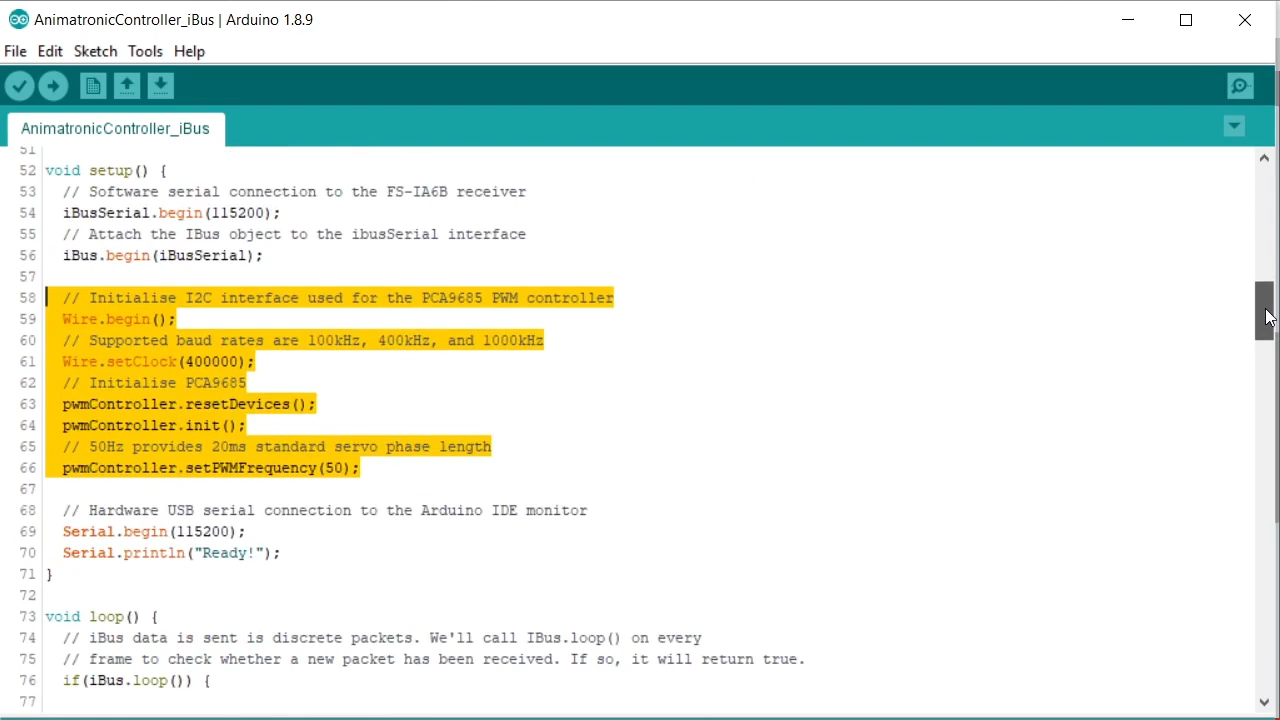 AnimatronicController_iBus | Arduino 1.8.9
File Edit Sketch Tools Help
AnimatronicController_iBus
51
52 void setup() {
53 // Software serial connection to the FS-IA6B receiver
54 iBusSerial.begin(115200);
55 // Attach the IBus object to the ibusSerial interface
56 iBus.begin(iBusSerial);
57
58 // Initialise I2C interface used for the PCA9685 PWM controller
59 Wire.begin();
60 // Supported baud rates are 100kHz, 400kHz, and 1000kHz
61 Wire.setClock(400000);
62 // Initialise PCA9685
63 pwmController.resetDevices();
64 pwmController.init();
65 // 50Hz provides 20ms standard servo phase length
66 pwmController.setPWMFrequency(50);
67
68 // Hardware USB serial connection to the Arduino IDE monitor
69 Serial.begin(115200);
70 Serial.println("Ready!");
71 }
72
73 void loop() {
74 // iBus data is sent is discrete packets. We'll call IBus.loop() on every
75 // frame to check whether a new packet has been received. If so, it will return true.
76 if(iBus.loop()) {
77